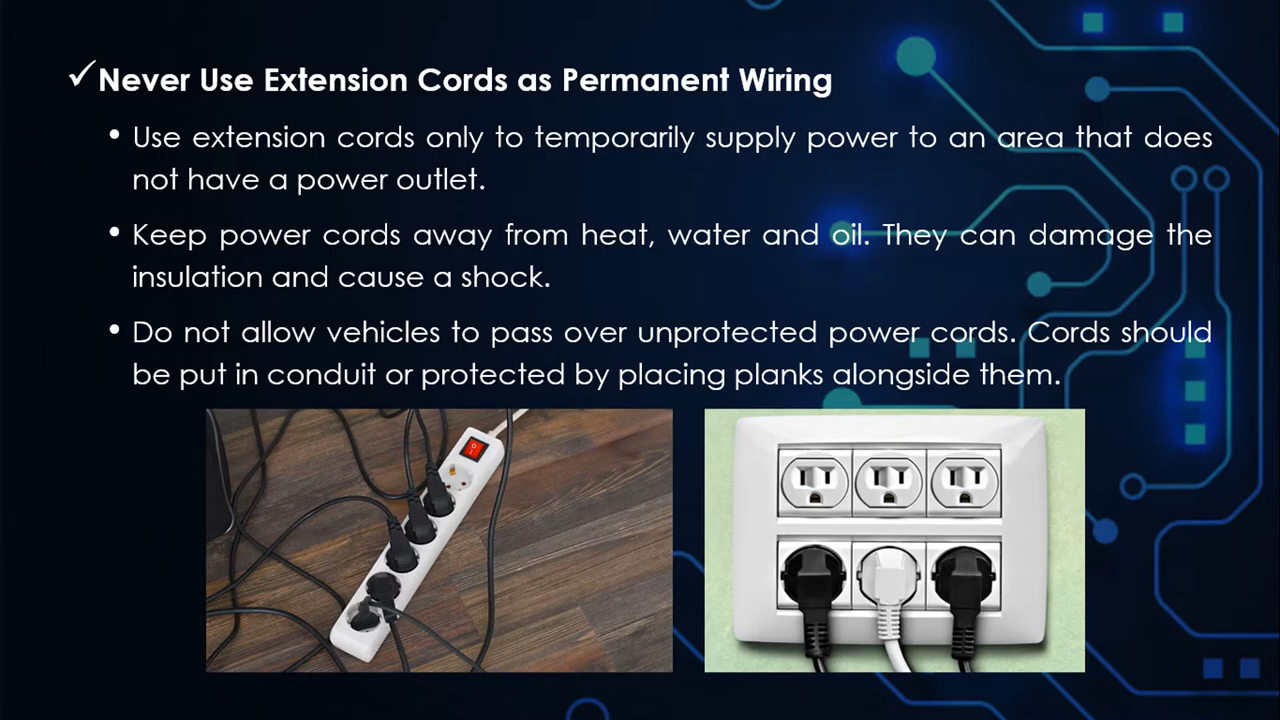 ✓Never Use Extension Cords as Permanent Wiring
• Use extension cords only to temporarily supply power to an area that does
not have a power outlet.
• Keep power cords away from heat, water and oil. They can damage the
insulation and cause a shock.
• Do not allow vehicles to pass over unprotected power cords. Cords should
be put in conduit or protected by placing planks alongside them.